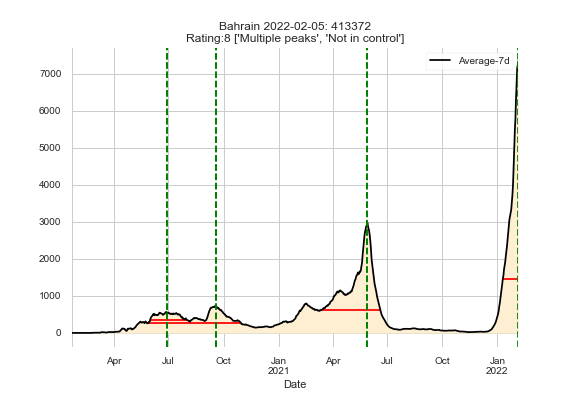 Bahrain 2022-02-05: 413372
Rating:8 ['Multiple peaks', 'Not in control']
Average-7d
7000
6000
5000
4000
3000
2000
1000
0
Apr Jul Oct Jan Apr Jul Oct Jan
2021 2022
Date